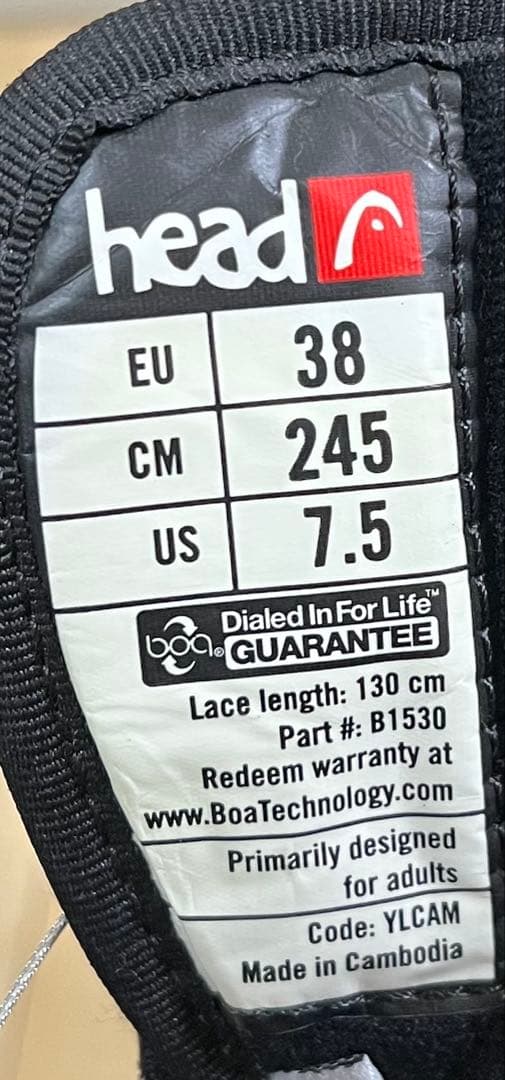 head
EU 38
CM 245
US 7.5
boa® Dialed In For Life™
GUARANTEE
Lace length: 130 cm
Part #: B1530
Redeem warranty at
www.BoaTechnology.com
Primarily designed
for adults
Code: YLCAM
Made in Cambodia